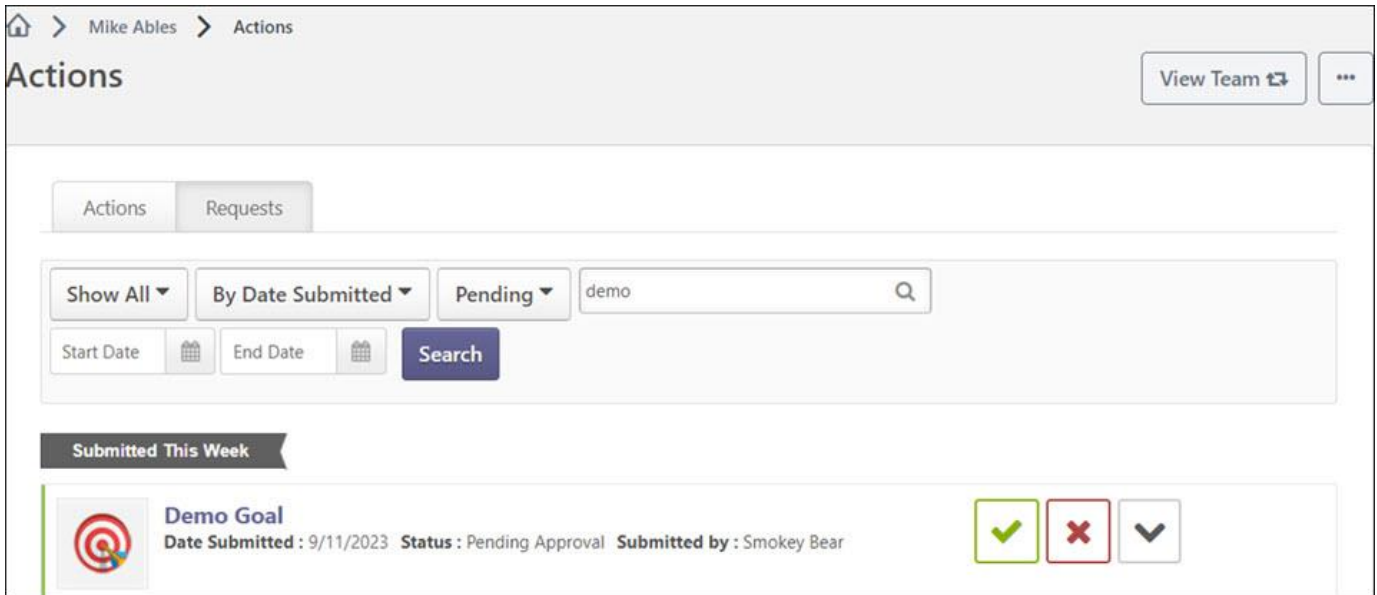 Mike Ables Actions
Actions
View Team
Actions Requests
Show All By Date Submitted Pending demo
Start Date End Date Search
Submitted This Week
Demo Goal
Date Submitted : 9/11/2023 Status : Pending Approval Submitted by : Smokey Bear